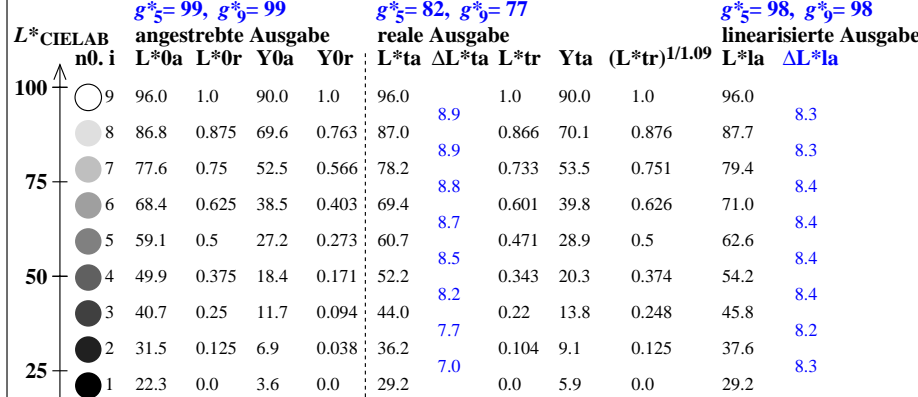 g*5= 99, g*9= 99 g*5= 82, g*9= 77 g*5= 98, g*9= 98
L*CIELAB angestrebte Ausgabe reale Ausgabe linearisierte Ausgabe
n0. i L*0a L*0r Y0a Y0r L*ta ΔL*ta L*tr Yta (L*tr)1/1.09 L*la ΔL*la
100
9 96.0 1.0 90.0 1.0 96.0 1.0 90.0 1.0 96.0
8.9 8.3
8 86.8 0.875 69.6 0.763 87.0 0.866 70.1 0.876 87.7
8.9 8.3
7 77.6 0.75 52.5 0.566 78.2 0.733 53.5 0.751 79.4
75 8.8 8.4
6 68.4 0.625 38.5 0.403 69.4 0.601 39.8 0.626 71.0
8.7 8.4
5 59.1 0.5 27.2 0.273 60.7 0.471 28.9 0.5 62.6
8.5 8.4
50 4 49.9 0.375 18.4 0.171 52.2 0.343 20.3 0.374 54.2
8.2 8.4
3 40.7 0.25 11.7 0.094 44.0 0.22 13.8 0.248 45.8
7.7 8.2
2 31.5 0.125 6.9 0.038 36.2 0.104 9.1 0.125 37.6
25 7.0 8.3
1 22.3 0.0 3.6 0.0 29.2 0.0 5.9 0.0 29.2